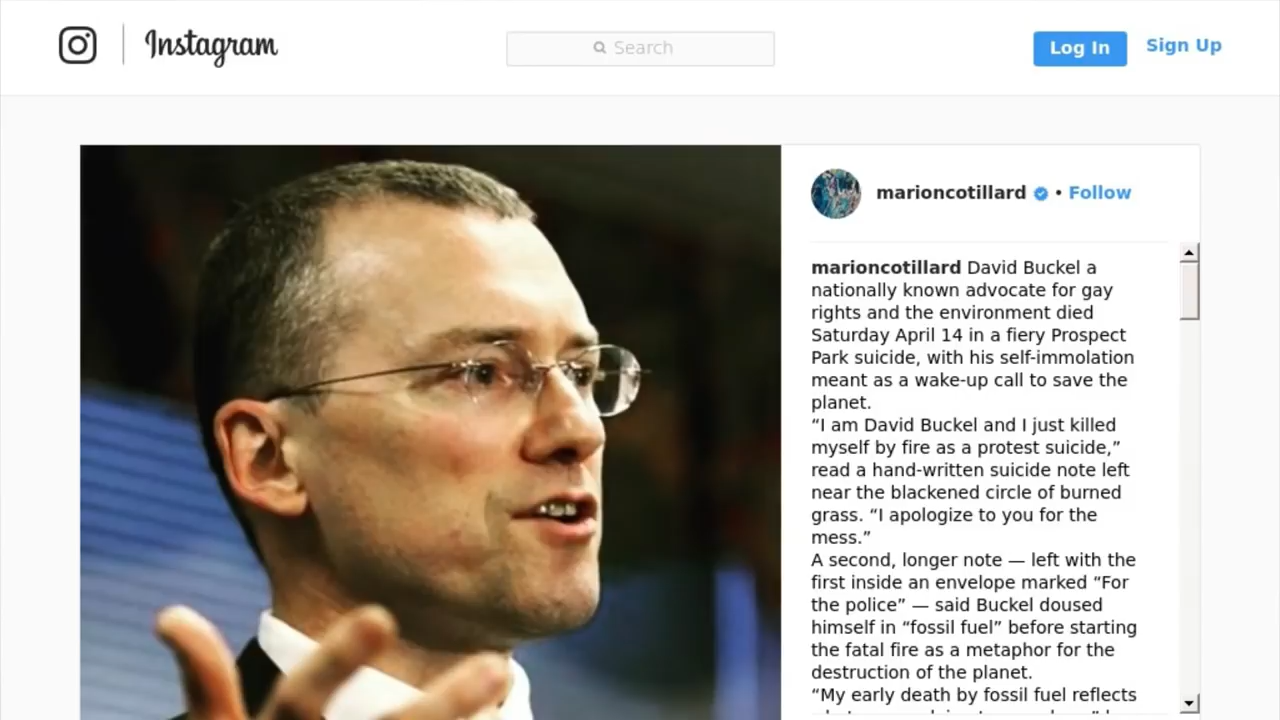 Instagram
Search
Log In
Sign Up
marioncotillard • Follow
marioncotillard David Buckel a
nationally known advocate for gay
rights and the environment died
Saturday April 14 in a fiery Prospect
Park suicide, with his self-immolation
meant as a wake-up call to save the
planet.
“I am David Buckel and I just killed
myself by fire as a protest suicide,”
read a hand-written suicide note left
near the blackened circle of burned
grass. “I apologize to you for the
mess.”
A second, longer note — left with the
first inside an envelope marked “For
the police” — said Buckel doused
himself in “fossil fuel” before starting
the fatal fire as a metaphor for the
destruction of the planet.
“My early death by fossil fuel reflects